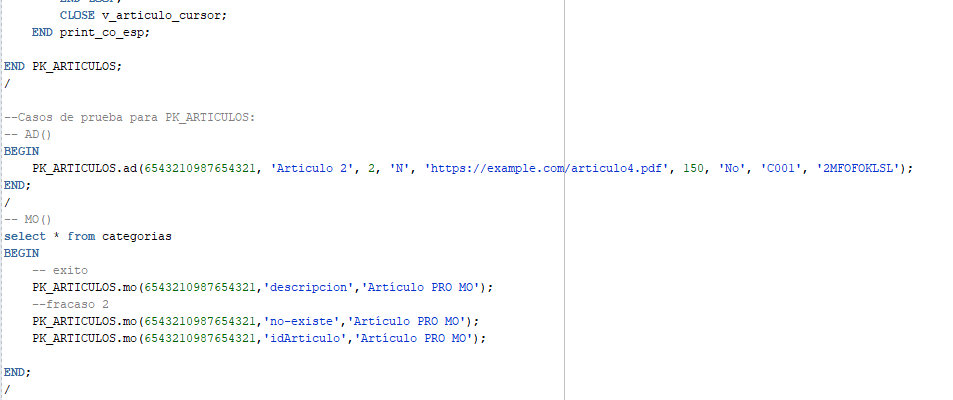 END LOOP;
CLOSE v_articulo_cursor;
END print_co_esp;
END PK_ARTICULOS;
/
--Casos de prueba para PK_ARTICULOS:
-- AD()
BEGIN
PK_ARTICULOS.ad(6543210987654321, 'Articulo 2', 2, 'N', 'https://example.com/articulo4.pdf', 150, 'No', 'C001', '2MFOFOKLSL');
END;
/
-- MO()
select * from categorias
BEGIN
-- exito
PK_ARTICULOS.mo(6543210987654321,'descripcion','Artículo PRO MO');
--fracaso 2
PK_ARTICULOS.mo(6543210987654321,'no-existe','Artículo PRO MO');
PK_ARTICULOS.mo(6543210987654321,'idArticulo','Artículo PRO MO');
END;
/